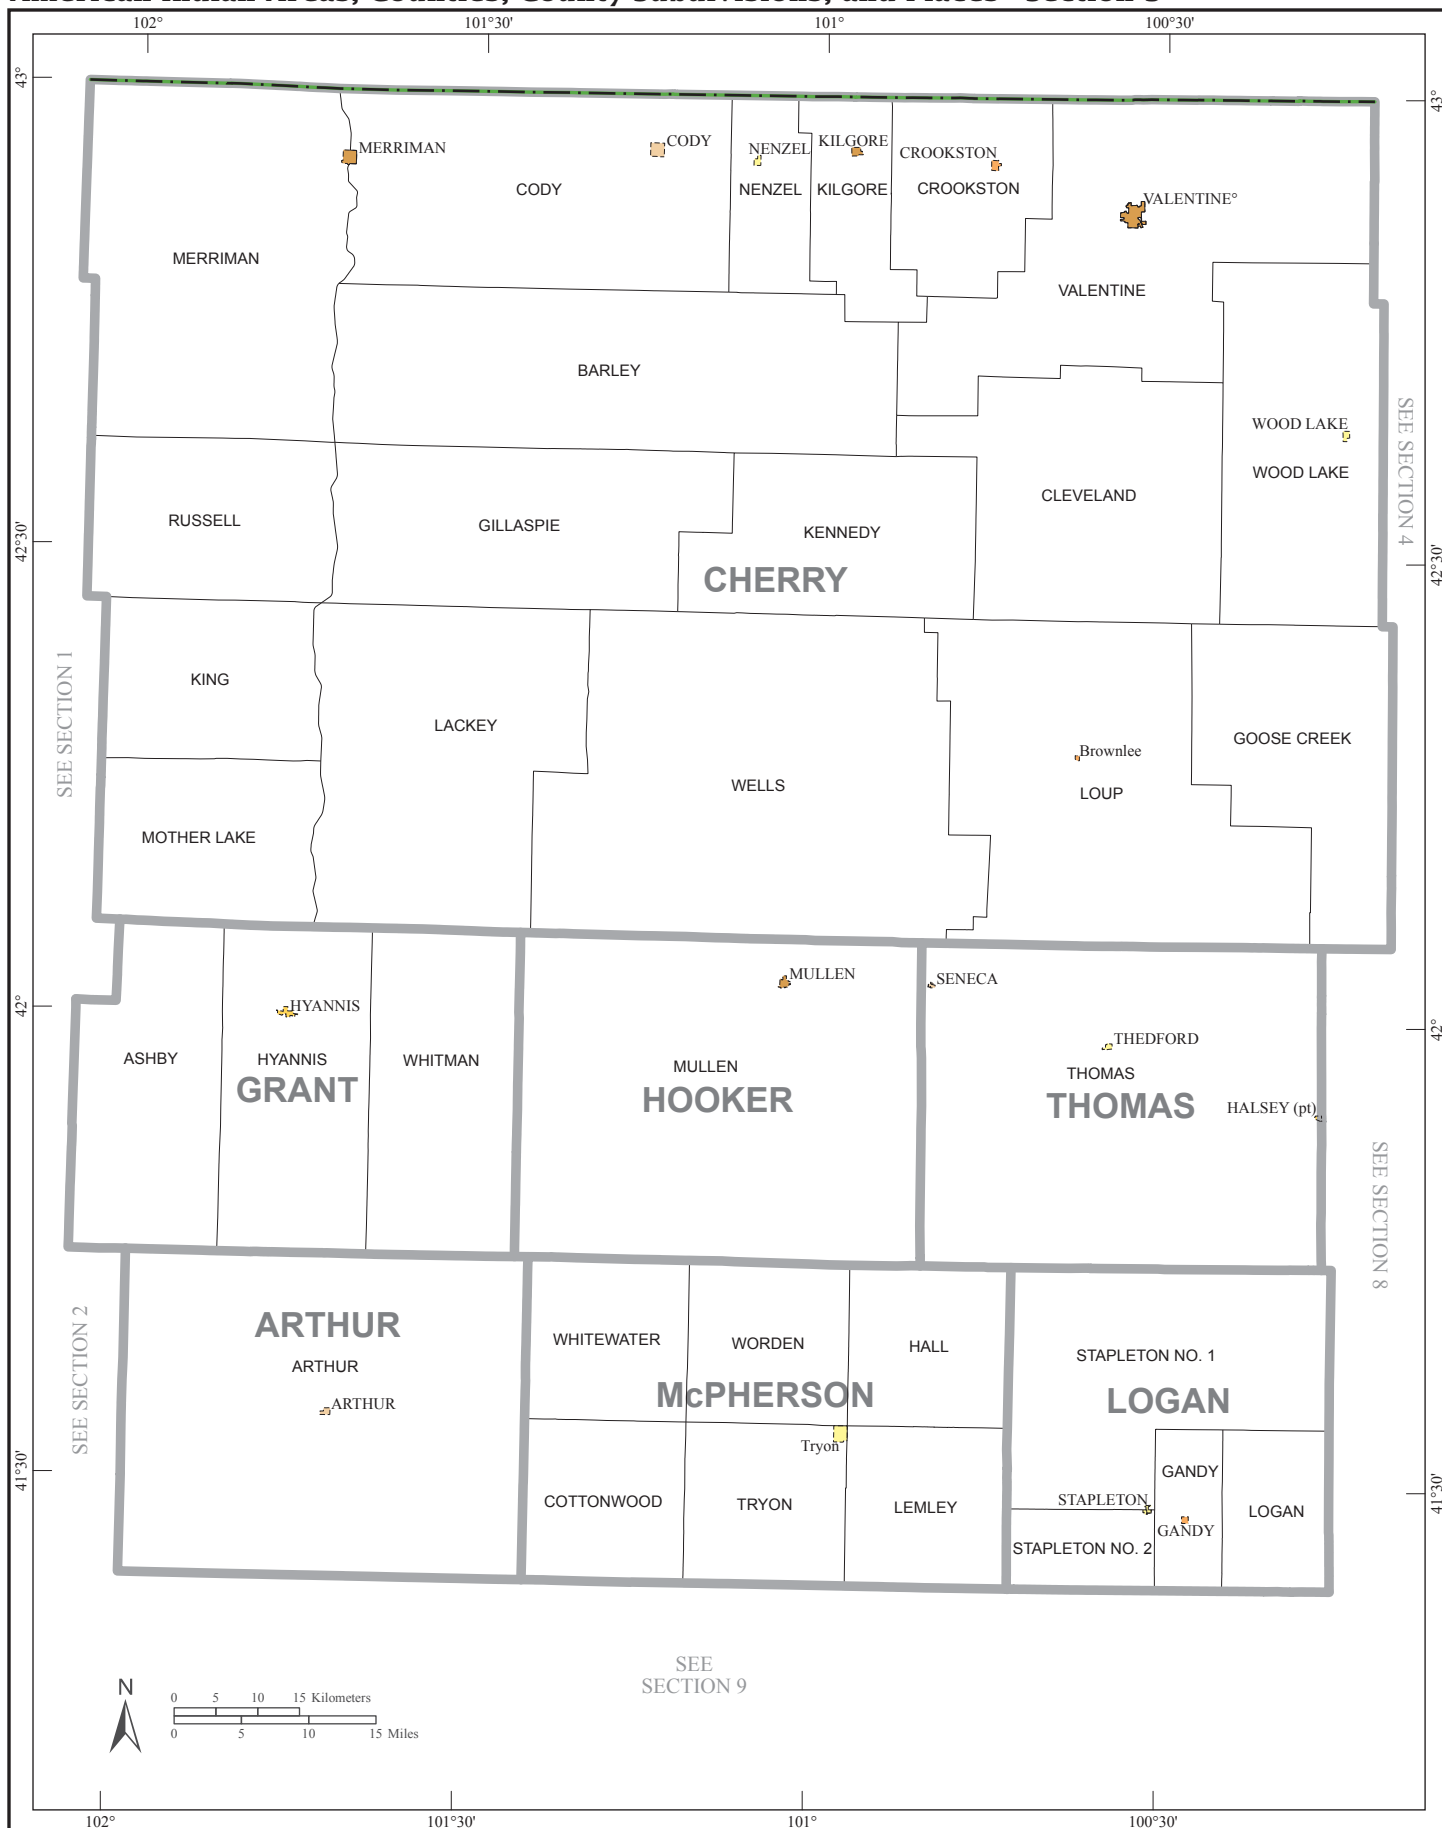 American Indian Areas, Counties, County Subdivisions, and Places—Section 3
102°
101°30'
101°
100°30'
43°
43°
MERRIMAN
CODY
NENZEL
KILGORE
CROOKSTON
VALENTINE°
CODY
NENZEL
KILGORE
CROOKSTON
MERRIMAN
VALENTINE
BARLEY
WOOD LAKE
WOOD LAKE
SEE SECTION 4
RUSSELL
GILLASPIE
KENNEDY
CLEVELAND
42°30'
42°30'
CHERRY
SEE SECTION 1
KING
LACKEY
WELLS
Brownlee
LOUP
GOOSE CREEK
MOTHER LAKE
MULLEN
SENECA
42°
42°
HYANNIS
THEDFORD
ASHBY
HYANNIS
WHITMAN
MULLEN
THOMAS
GRANT
HOOKER
THOMAS
HALSEY (pt)
SEE SECTION 8
SEE SECTION 2
ARTHUR
ARTHUR
ARTHUR
WHITEWATER
WORDEN
HALL
STAPLETON NO. 1
McPHERSON
LOGAN
Tryon
41°30'
41°30'
COTTONWOOD
TRYON
LEMLEY
STAPLETON
GANDY
LOGAN
GANDY
STAPLETON NO. 2
SEE
SECTION 9
N
0 5 10 15 Kilometers
0 5 10 15 Miles
102°
101°30'
101°
100°30'